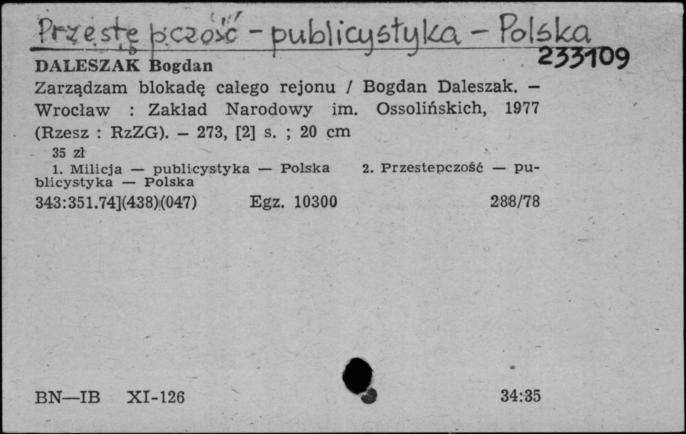 Przestępczość - publicystyka - Polska
233109
DALESZAK Bogdan
Zarządzam blokadę całego rejonu / Bogdan Daleszak. —
Wrocław : Zakład Narodowy im. Ossolińskich, 1977
(Rzesz : RzZG). — 273, [2] s. ; 20 cm
35 zł
1. Milicja — publicystyka — Polska 2. Przestepczość — pu-
blicystyka — Polska
343:351.74](438)(047) Egz. 10300 288/78
BN—IB XI-126 34:35